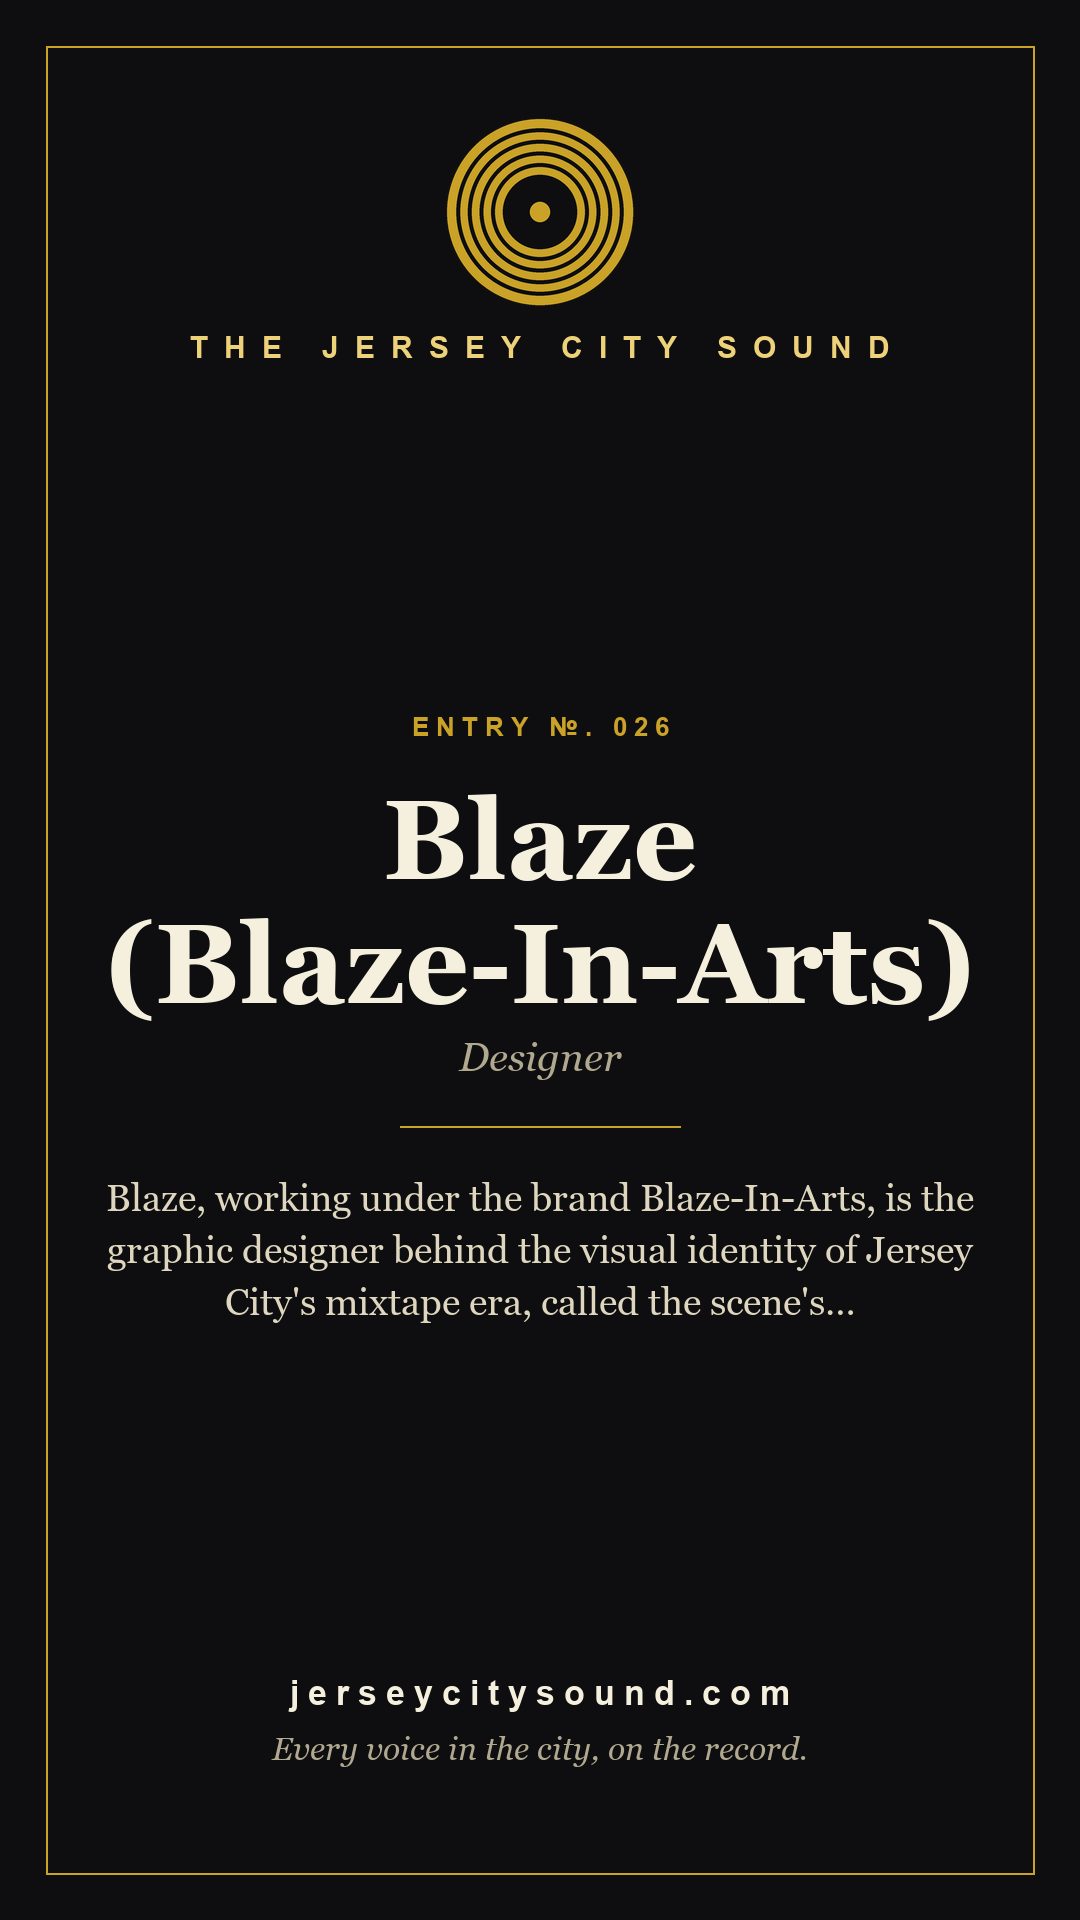 THE JERSEY CITY SOUND
ENTRY №. 026
Blaze
(Blaze-In-Arts)
Designer
Blaze, working under the brand Blaze-In-Arts, is the
graphic designer behind the visual identity of Jersey
City's mixtape era, called the scene's...
jerseycitysound.com
Every voice in the city, on the record.